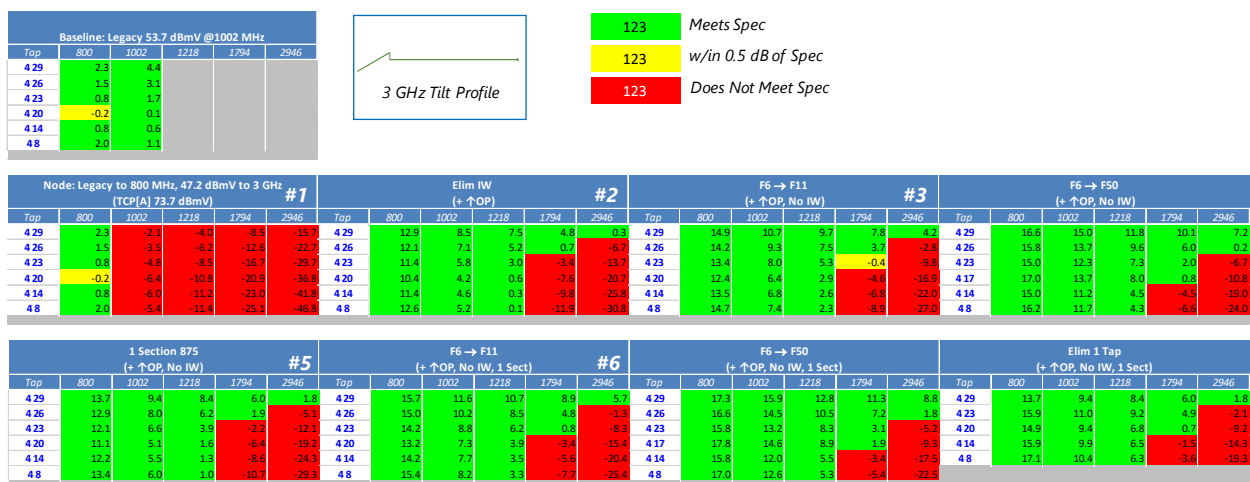 Baseline: Legacy 53.7 dBmV @1002 MHz
Tap 800 1002 1218 1794 2946
4 29 2.3 4.4
4 26 1.5 3.1
4 23 0.8 1.7
4 20 -0.2 0.1
4 14 0.8 0.6
4 8 2.0 1.1
3 GHz Tilt Profile
123 Meets Spec
123 w/in 0.5 dB of Spec
123 Does Not Meet Spec
Node: Legacy to 800 MHz, 47.2 dBmV to 3 GHz
(TCP[A] 73.7 dBmV)
#1
Tap 800 1002 1218 1794 2946
4 29 2.3 -2.1 -4.0 -8.5 -15.7
4 26 1.5 -3.5 -6.2 -12.6 -22.7
4 23 0.8 -4.8 -8.5 -16.7 -29.7
4 20 -0.2 -6.4 -10.8 -20.9 -36.8
4 14 0.8 -6.0 -11.2 -23.0 -41.8
4 8 2.0 -5.4 -11.4 -25.1 -46.8
Elim IW
(+ ↑OP)
#2
Tap 800 1002 1218 1794 2946
4 29 12.9 8.5 7.5 4.8 0.3
4 26 12.1 7.1 5.2 0.7 -6.7
4 23 11.4 5.8 3.0 -3.4 -13.7
4 20 10.4 4.2 0.6 -7.6 -20.7
4 14 11.4 4.6 0.3 -9.8 -25.8
4 8 12.6 5.2 0.1 -11.9 -30.8
F6 → F11
(+ ↑OP, No IW)
#3
Tap 800 1002 1218 1794 2946
4 29 14.9 10.7 9.7 7.8 4.2
4 26 14.2 9.3 7.5 3.7 -2.8
4 23 13.4 8.0 5.3 -0.4 -9.8
4 20 12.4 6.4 2.9 -4.6 -16.9
4 14 13.5 6.8 2.6 -6.8 -22.0
4 8 14.7 7.4 2.3 -8.9 -27.0
F6 → F50
(+ ↑OP, No IW)
Tap 800 1002 1218 1794 2946
4 29 16.6 15.0 11.8 10.1 7.2
4 26 15.8 13.7 9.6 6.0 0.2
4 23 15.0 12.3 7.3 2.0 -6.7
4 17 17.0 13.7 8.0 0.8 -10.8
4 14 15.0 11.2 4.5 -4.5 -19.0
4 8 16.2 11.7 4.3 -6.6 -24.0
1 Section 875
(+ ↑OP, No IW)
#5
Tap 800 1002 1218 1794 2946
4 29 13.7 9.4 8.4 6.0 1.8
4 26 12.9 8.0 6.2 1.9 -5.1
4 23 12.1 6.6 3.9 -2.2 -12.1
4 20 11.1 5.1 1.6 -6.4 -19.2
4 14 12.2 5.5 1.3 -8.6 -24.3
4 8 13.4 6.0 1.0 -10.7 -29.3
F6 → F11
(+ ↑OP, No IW, 1 Sect)
#6
Tap 800 1002 1218 1794 2946
4 29 15.7 11.6 10.7 8.9 5.7
4 26 15.0 10.2 8.5 4.8 -1.3
4 23 14.2 8.8 6.2 0.8 -8.3
4 20 13.2 7.3 3.9 -3.4 -15.4
4 14 14.2 7.7 3.5 -5.6 -20.4
4 8 15.4 8.2 3.3 -7.7 -25.4
F6 → F50
(+ ↑OP, No IW, 1 Sect)
Tap 800 1002 1218 1794 2946
4 29 17.3 15.9 12.8 11.3 8.8
4 26 16.6 14.5 10.5 7.2 1.8
4 23 15.8 13.2 8.3 3.1 -5.2
4 17 17.8 14.6 8.9 1.9 -9.3
4 14 15.8 12.0 5.5 -3.4 -17.5
4 8 17.0 12.6 5.3 -5.4 -22.5
Elim 1 Tap
(+ ↑OP, No IW, 1 Sect)
Tap 800 1002 1218 1794 2946
4 29 13.7 9.4 8.4 6.0 1.8
4 23 15.9 11.0 9.2 4.9 -2.1
4 20 14.9 9.4 6.8 0.7 -9.2
4 14 15.9 9.9 6.5 -1.5 -14.3
4 8 17.1 10.4 6.3 -3.6 -19.3